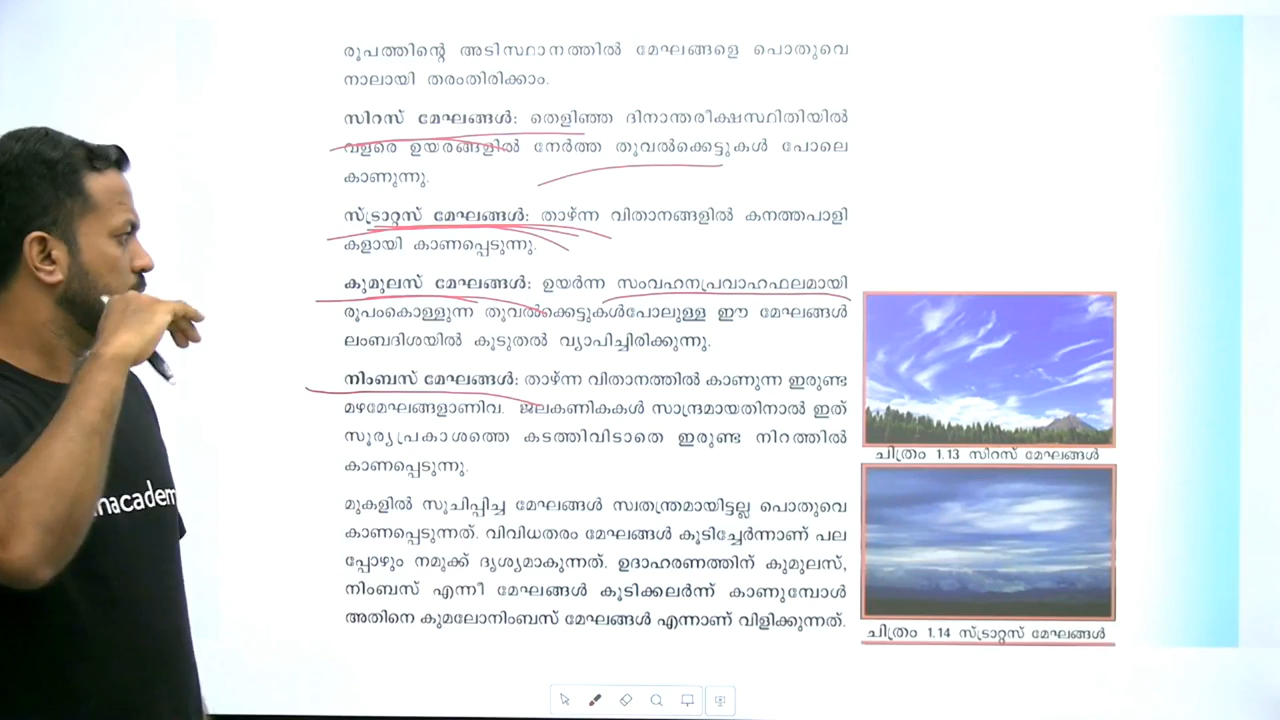 രൂപത്തിന്റെ അടിസ്ഥാനത്തിൽ മേഘങ്ങളെ പൊതുവെ
നാലായി തരംതിരിക്കാം.
സിറസ് മേഘങ്ങൾ: തെളിഞ്ഞ ദിനാന്തരീക്ഷസ്ഥിതിയിൽ
വളരെ ഉയരങ്ങളിൽ നേർത്ത തൂവൽക്കെട്ടുകൾ പോലെ
കാണുന്നു.
സ്ട്രാറ്റസ് മേഘങ്ങൾ: താഴ്ന്ന വിതാനങ്ങളിൽ കനത്തപാളി
കളായി കാണപ്പെടുന്നു.
കുമുലസ് മേഘങ്ങൾ: ഉയർന്ന സംവഹനപ്രവാഹഫലമായി
രൂപംകൊള്ളുന്ന തൂവൽക്കെട്ടുകൾപോലുള്ള ഈ മേഘങ്ങൾ
ലംബദിശയിൽ കൂടുതൽ വ്യാപിച്ചിരിക്കുന്നു.
നിംബസ് മേഘങ്ങൾ: താഴ്ന്ന വിതാനത്തിൽ കാണുന്ന ഇരുണ്ട
മഴമേഘങ്ങളാണിവ. ജലകണികകൾ സാന്ദ്രമായതിനാൽ ഇത്
സൂര്യപ്രകാശത്തെ കടത്തിവിടാതെ ഇരുണ്ട നിറത്തിൽ
കാണപ്പെടുന്നു.
മുകളിൽ സൂചിപ്പിച്ച മേഘങ്ങൾ സ്വതന്ത്രമായിട്ടല്ല പൊതുവെ
കാണപ്പെടുന്നത്. വിവിധതരം മേഘങ്ങൾ കൂടിച്ചേർന്നാണ് പല
പ്പോഴും നമുക്ക് ദൃശ്യമാകുന്നത്. ഉദാഹരണത്തിന് കുമുലസ്,
നിംബസ് എന്നീ മേഘങ്ങൾ കൂടിക്കലർന്ന് കാണുമ്പോൾ
അതിനെ കുമലോനിംബസ് മേഘങ്ങൾ എന്നാണ് വിളിക്കുന്നത്.
ചിത്രം 1.13 സിറസ് മേഘങ്ങൾ
ചിത്രം 1.14 സ്ട്രാറ്റസ് മേഘങ്ങൾ
nacadem